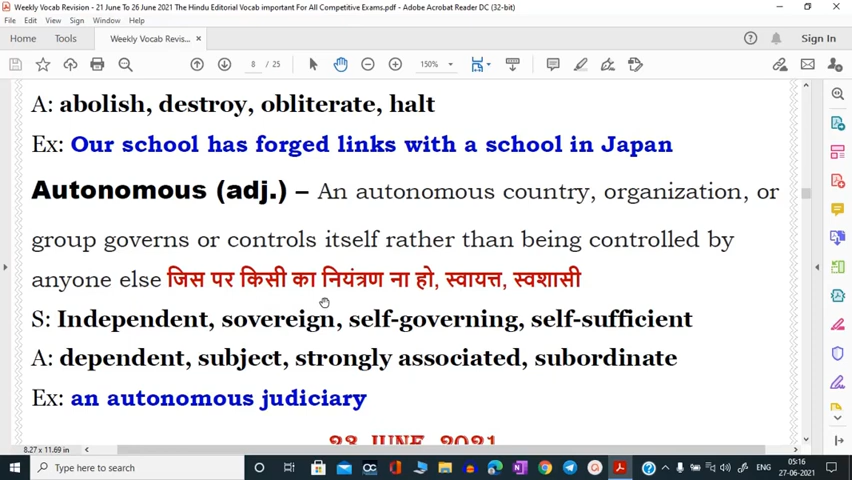 Weekly Vocab Revision - 21 June To 26 June 2021 The Hindu Editorial Vocab important For All Competitive Exams.pdf - Adobe Acrobat Reader DC (32-bit)
File Edit View Sign Window Help
Home Tools Weekly Vocab Revis... × Sign In
8 / 25 150%
A: abolish, destroy, obliterate, halt
Ex: Our school has forged links with a school in Japan
Autonomous (adj.) – An autonomous country, organization, or
group governs or controls itself rather than being controlled by
anyone else जिस पर किसी का नियंत्रण ना हो, स्वायत्त, स्वशासी
S: Independent, sovereign, self-governing, self-sufficient
A: dependent, subject, strongly associated, subordinate
Ex: an autonomous judiciary
23 JUNE, 2021
8.27 x 11.69 in
Type here to search
ENG
05:16
27-06-2021